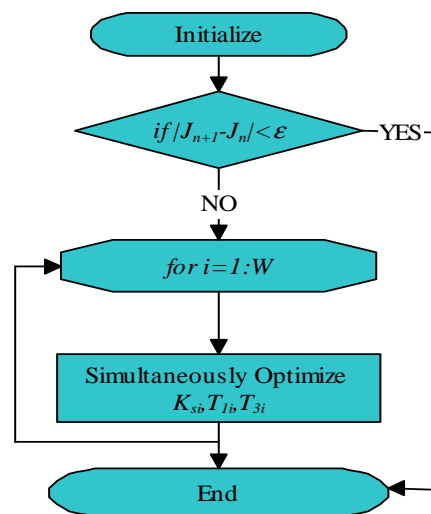 Initialize
if|Jn+1-Jn|<ε
YES
NO
for i=1:W
Simultaneously Optimize
Ksi,T1i,T3i
End